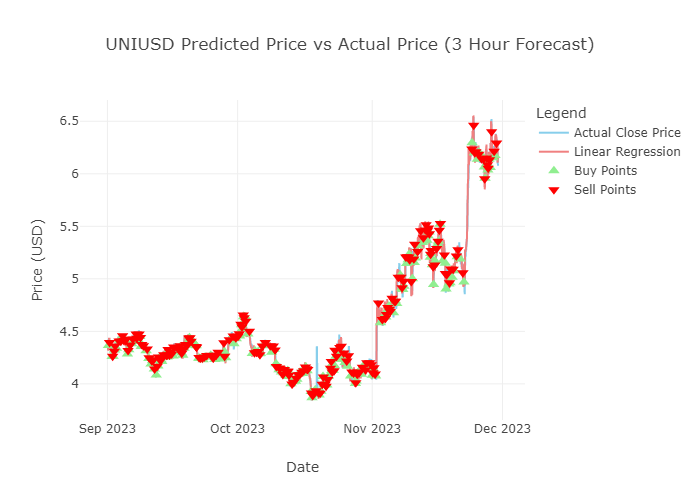 UNIUSD Predicted Price vs Actual Price (3 Hour Forecast)
Legend
Actual Close Price
Linear Regression
Buy Points
Sell Points
6.5
6
5.5
5
4.5
4
Price (USD)
Sep 2023
Oct 2023
Nov 2023
Dec 2023
Date